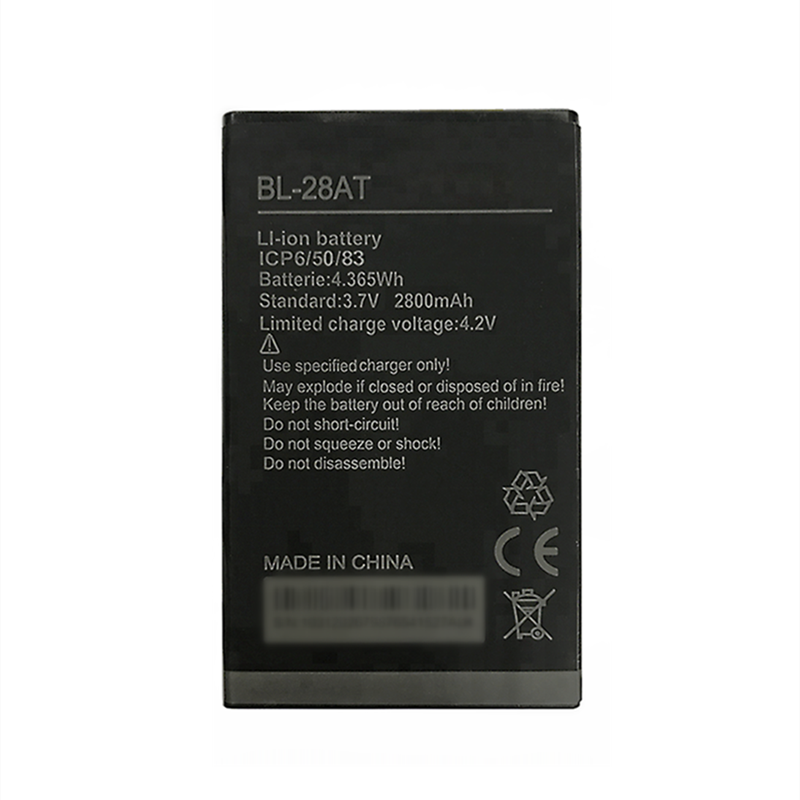 BL-28AT
LI-ion battery
ICP6/50/83
Batterie:4.365Wh
Standard:3.7V 2800mAh
Limited charge voltage:4.2V
Use specified charger only!
May explode if closed or disposed of in fire!
Keep the battery out of reach of children!
Do not short-circuit!
Do not squeeze or shock!
Do not disassemble!
CE
MADE IN CHINA